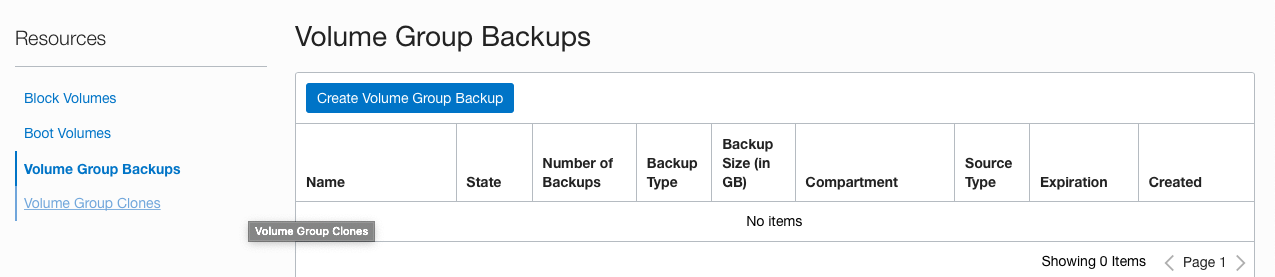 Resources
Block Volumes
Boot Volumes
Volume Group Backups
Volume Group Clones
Volume Group Clones
Volume Group Backups
Create Volume Group Backup
Name State Number of Backups Backup Type Backup Size (in GB) Compartment Source Type Expiration Created
No items
Showing 0 Items Page 1